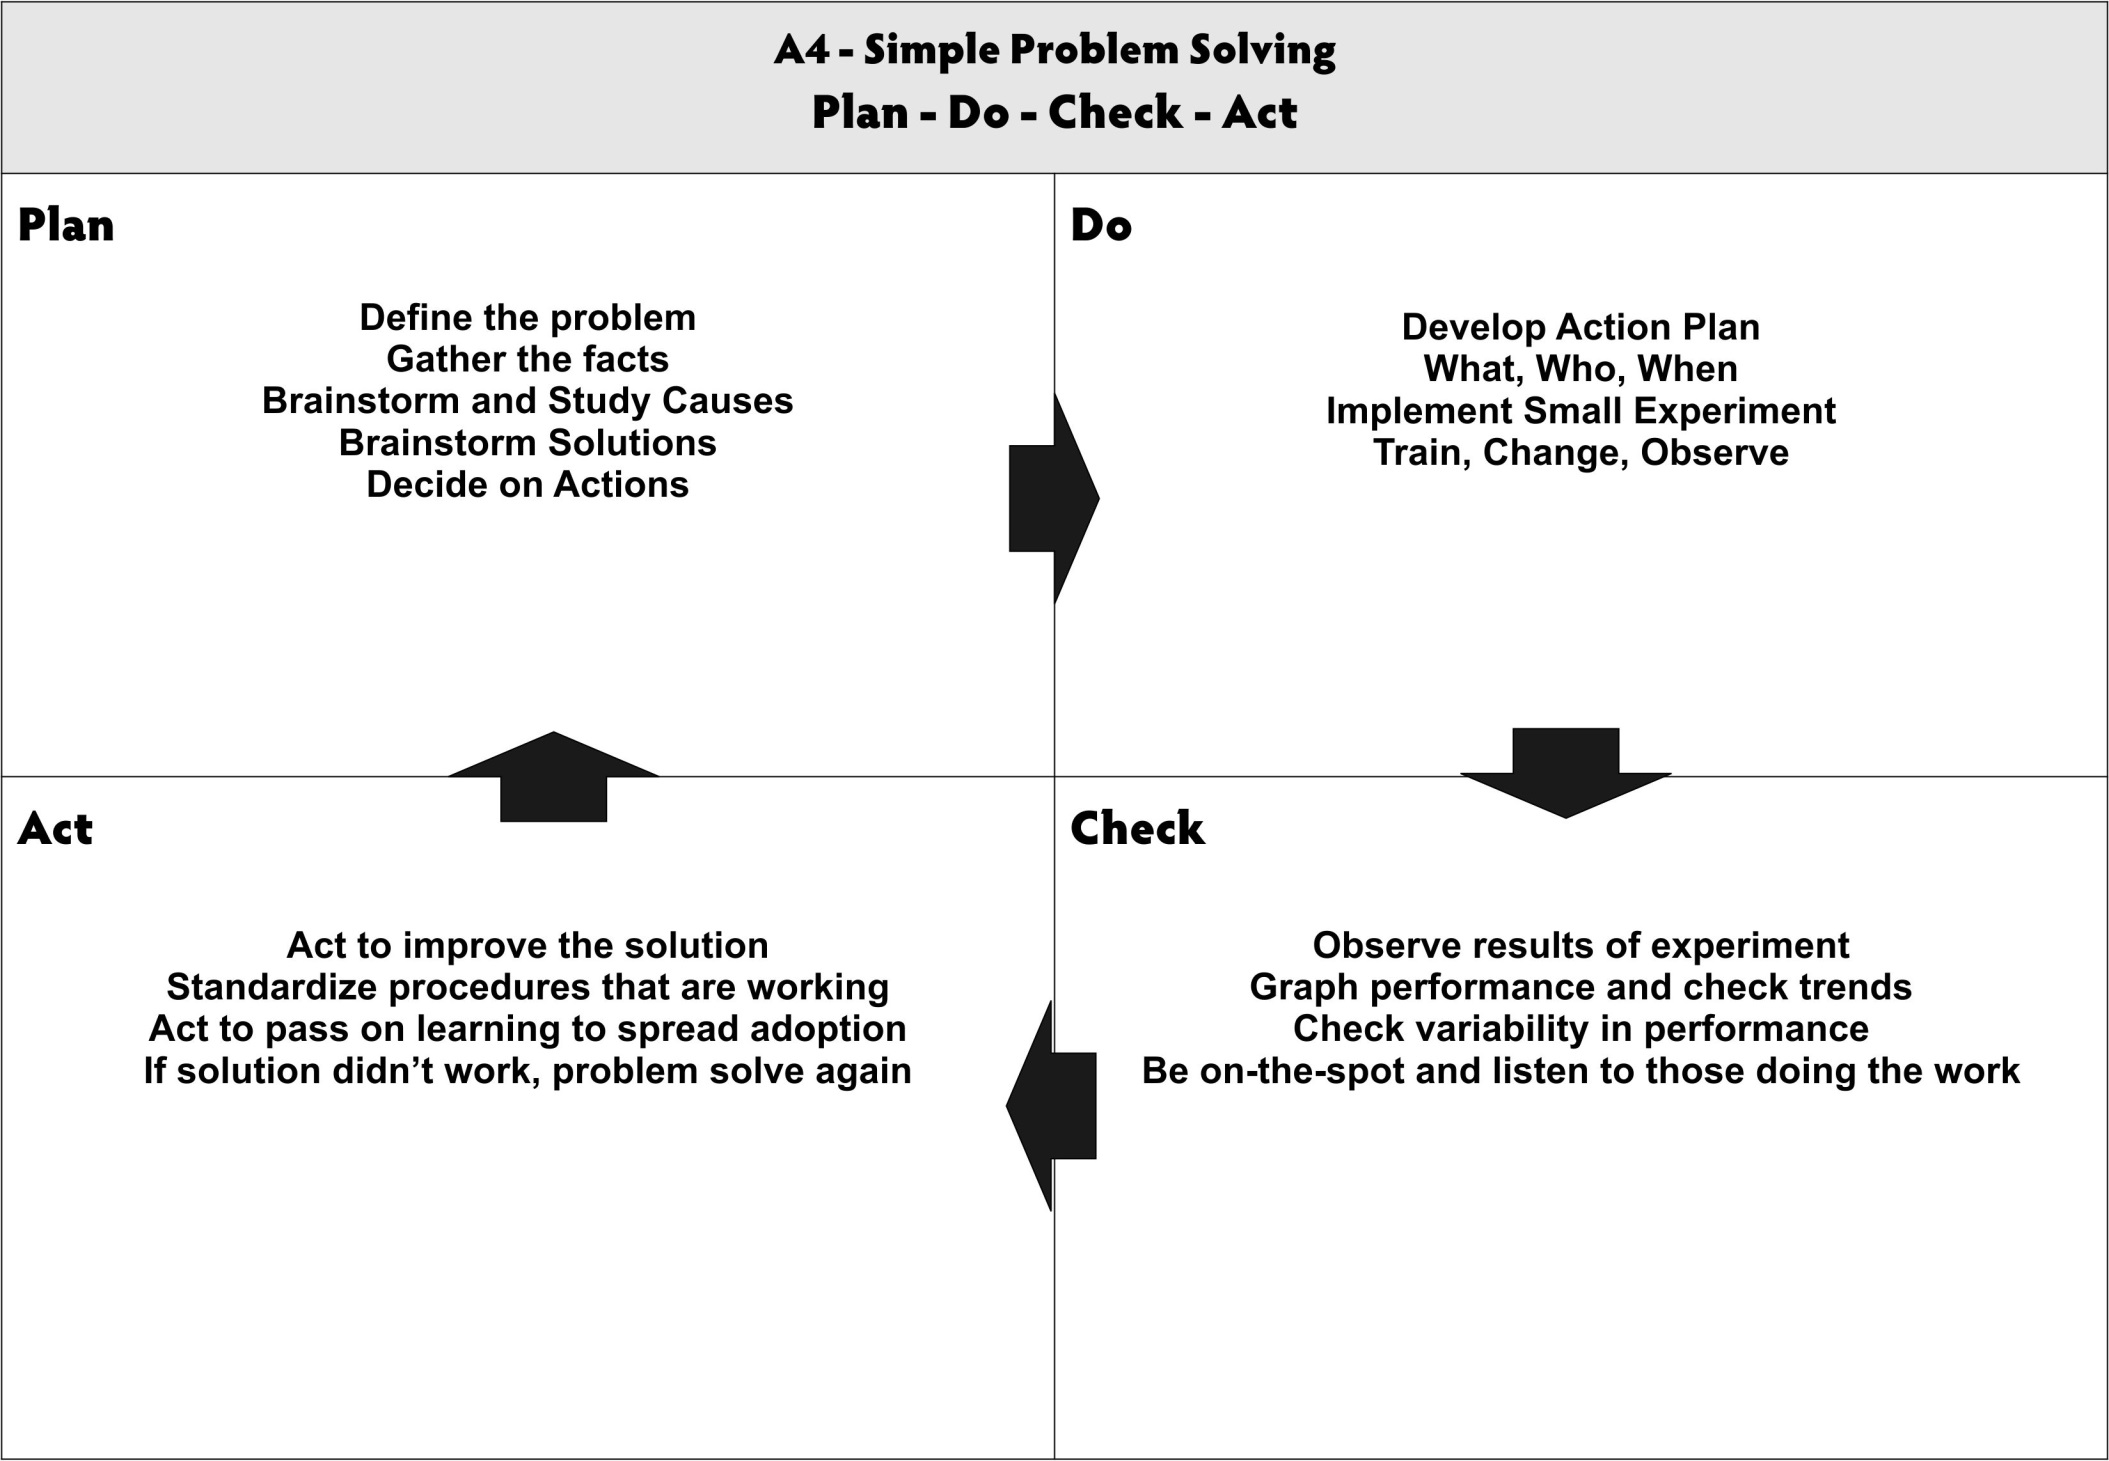 A4 - Simple Problem Solving
Plan - Do - Check - Act
Plan
Define the problem
Gather the facts
Brainstorm and Study Causes
Brainstorm Solutions
Decide on Actions
Do
Develop Action Plan
What, Who, When
Implement Small Experiment
Train, Change, Observe
Act
Act to improve the solution
Standardize procedures that are working
Act to pass on learning to spread adoption
If solution didn’t work, problem solve again
Check
Observe results of experiment
Graph performance and check trends
Check variability in performance
Be on-the-spot and listen to those doing the work